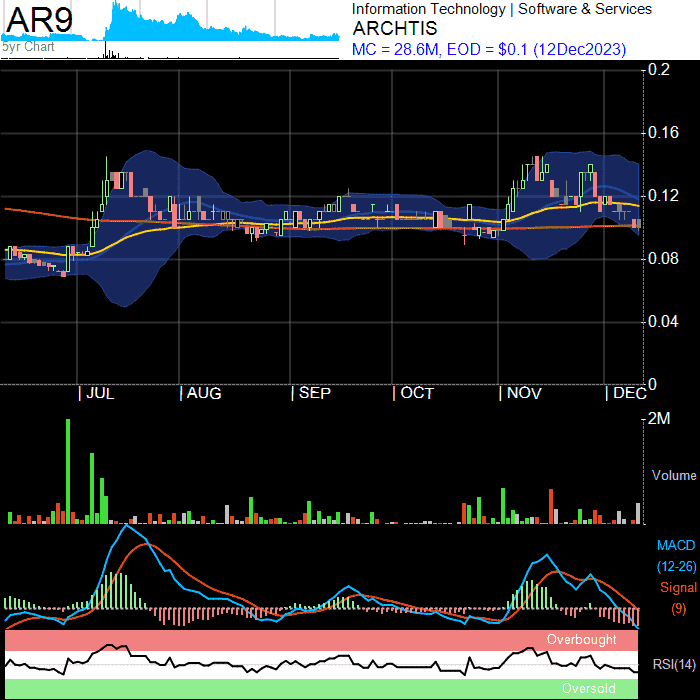 AR9
5yr Chart
Information Technology | Software & Services
ARCHTIS
MC = 28.6M, EOD = $0.1 (12Dec2023)
0.2
0.16
0.12
0.08
0.04
0
| JUL | AUG | SEP | OCT | NOV | DEC
2M
Volume
MACD
(12-26)
Signal
(9)
Overbought
RSI(14)
Oversold